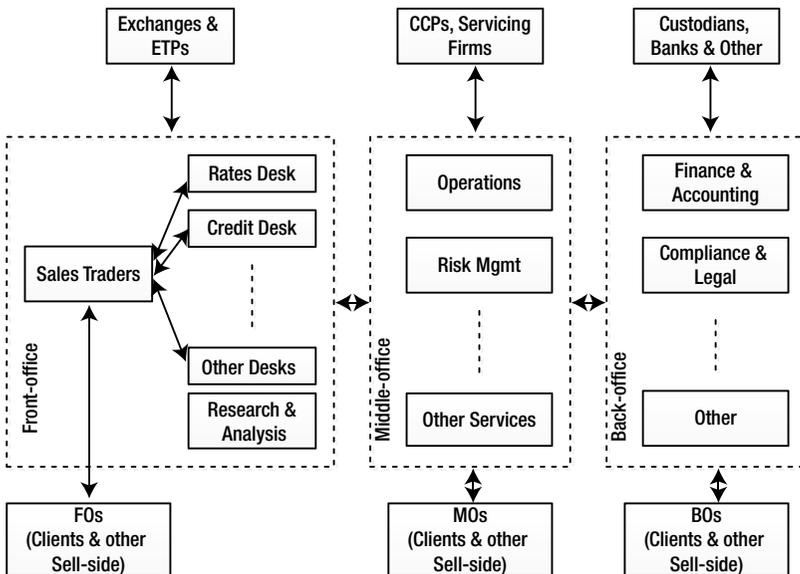 Exchanges &
ETPs
CCPs, Servicing
Firms
Custodians,
Banks & Other
Rates Desk
Credit Desk
Sales Traders
Other Desks
Research &
Analysis
Front-office
Operations
Risk Mgmt
Other Services
Middle-office
Finance &
Accounting
Compliance &
Legal
Other
Back-office
FOs
(Clients & other
Sell-side)
MOs
(Clients & other
Sell-side)
BOs
(Clients & other
Sell-side)